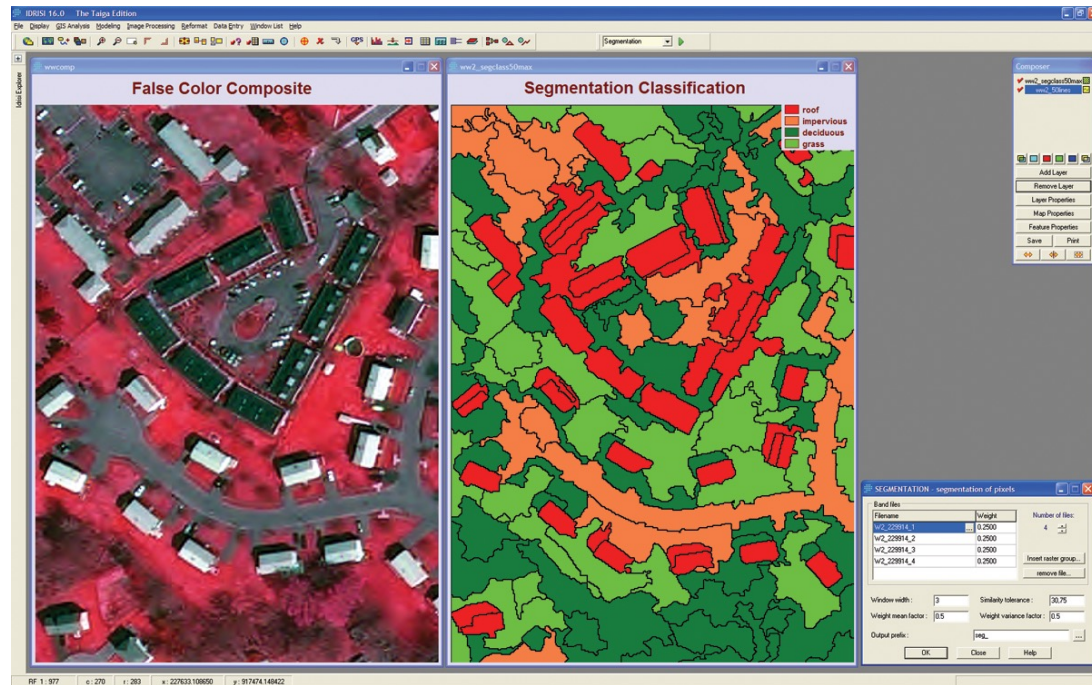 IDRISI 16.0 The Taiga Edition
File Display GIS Analysis Modeling Image Processing Reformat Data Entry Window List Help
GPS
Segmentation
Idrisi Explorer
wwcomp
False Color Composite
ww2_segclass50max
Segmentation Classification
roof
impervious
deciduous
grass
Composer
ww2_segclass50max
ww2_50lines
Add Layer
Remove Layer
Layer Properties
Map Properties
Feature Properties
Save Print
SEGMENTATION - segmentation of pixels
Band files
Filename Weight
W2_229914_1 ... 0.2500
W2_229914_2 0.2500
W2_229914_3 0.2500
W2_229914_4 0.2500
Number of files:
4
Insert raster group...
remove file...
Window width : 3 Similarity tolerance : 30,75
Weight mean factor : 0.5 Weight variance factor : 0.5
Output prefix : seg_ ...
OK Close Help
RF 1 : 977 c : 270 r : 283 x : 227633.108650 y : 917474.148422